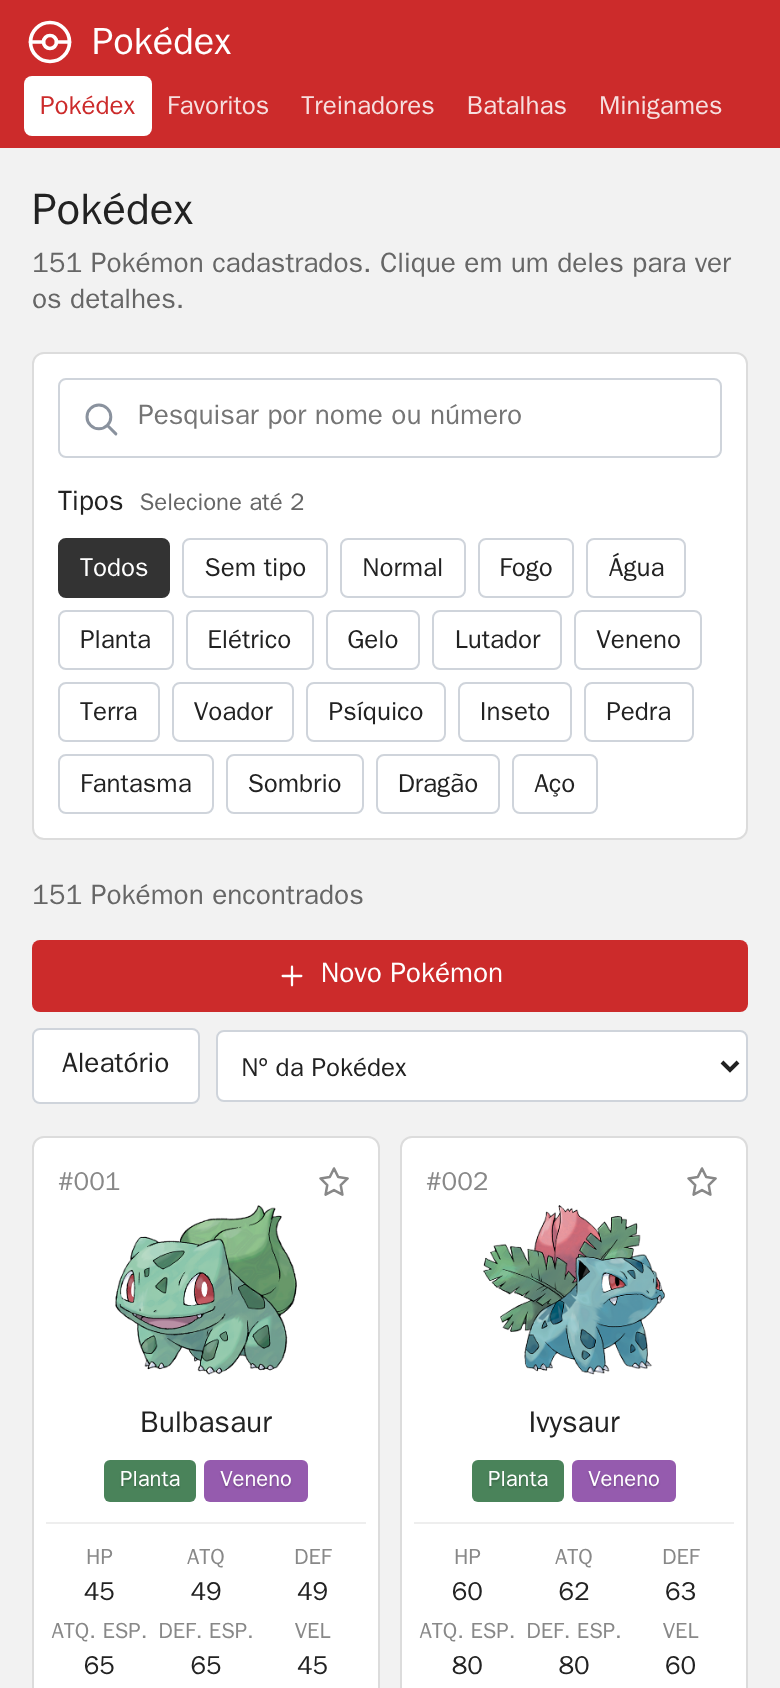 Pokédex
Pokédex Favoritos Treinadores Batalhas Minigames
Pokédex
151 Pokémon cadastrados. Clique em um deles para ver
os detalhes.
Pesquisar por nome ou número
Tipos Selecione até 2
Todos Sem tipo Normal Fogo Água
Planta Elétrico Gelo Lutador Veneno
Terra Voador Psíquico Inseto Pedra
Fantasma Sombrio Dragão Aço
151 Pokémon encontrados
+ Novo Pokémon
Aleatório Nº da Pokédex
#001
Bulbasaur
Planta Veneno
HP ATQ DEF
45 49 49
ATQ. ESP. DEF. ESP. VEL
65 65 45
#002
Ivysaur
Planta Veneno
HP ATQ DEF
60 62 63
ATQ. ESP. DEF. ESP. VEL
80 80 60